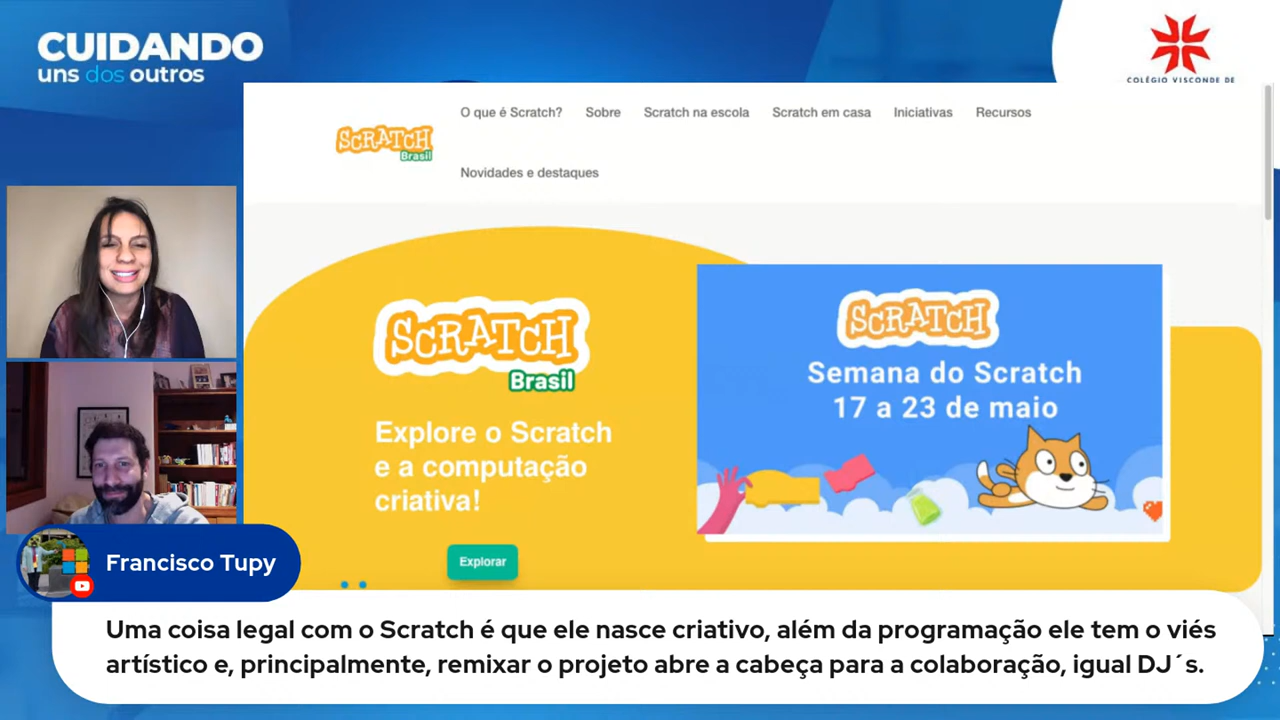 CUIDANDO
uns dos outros
COLÉGIO VISCONDE DE
SCRATCH
Brasil
O que é Scratch?
Sobre
Scratch na escola
Scratch em casa
Iniciativas
Recursos
Novidades e destaques
SCRATCH
Brasil
Explore o Scratch
e a computação
criativa!
Explorar
SCRATCH
Semana do Scratch
17 a 23 de maio
Francisco Tupy
Uma coisa legal com o Scratch é que ele nasce criativo, além da programação ele tem o viés
artístico e, principalmente, remixar o projeto abre a cabeça para a colaboração, igual DJ´s.